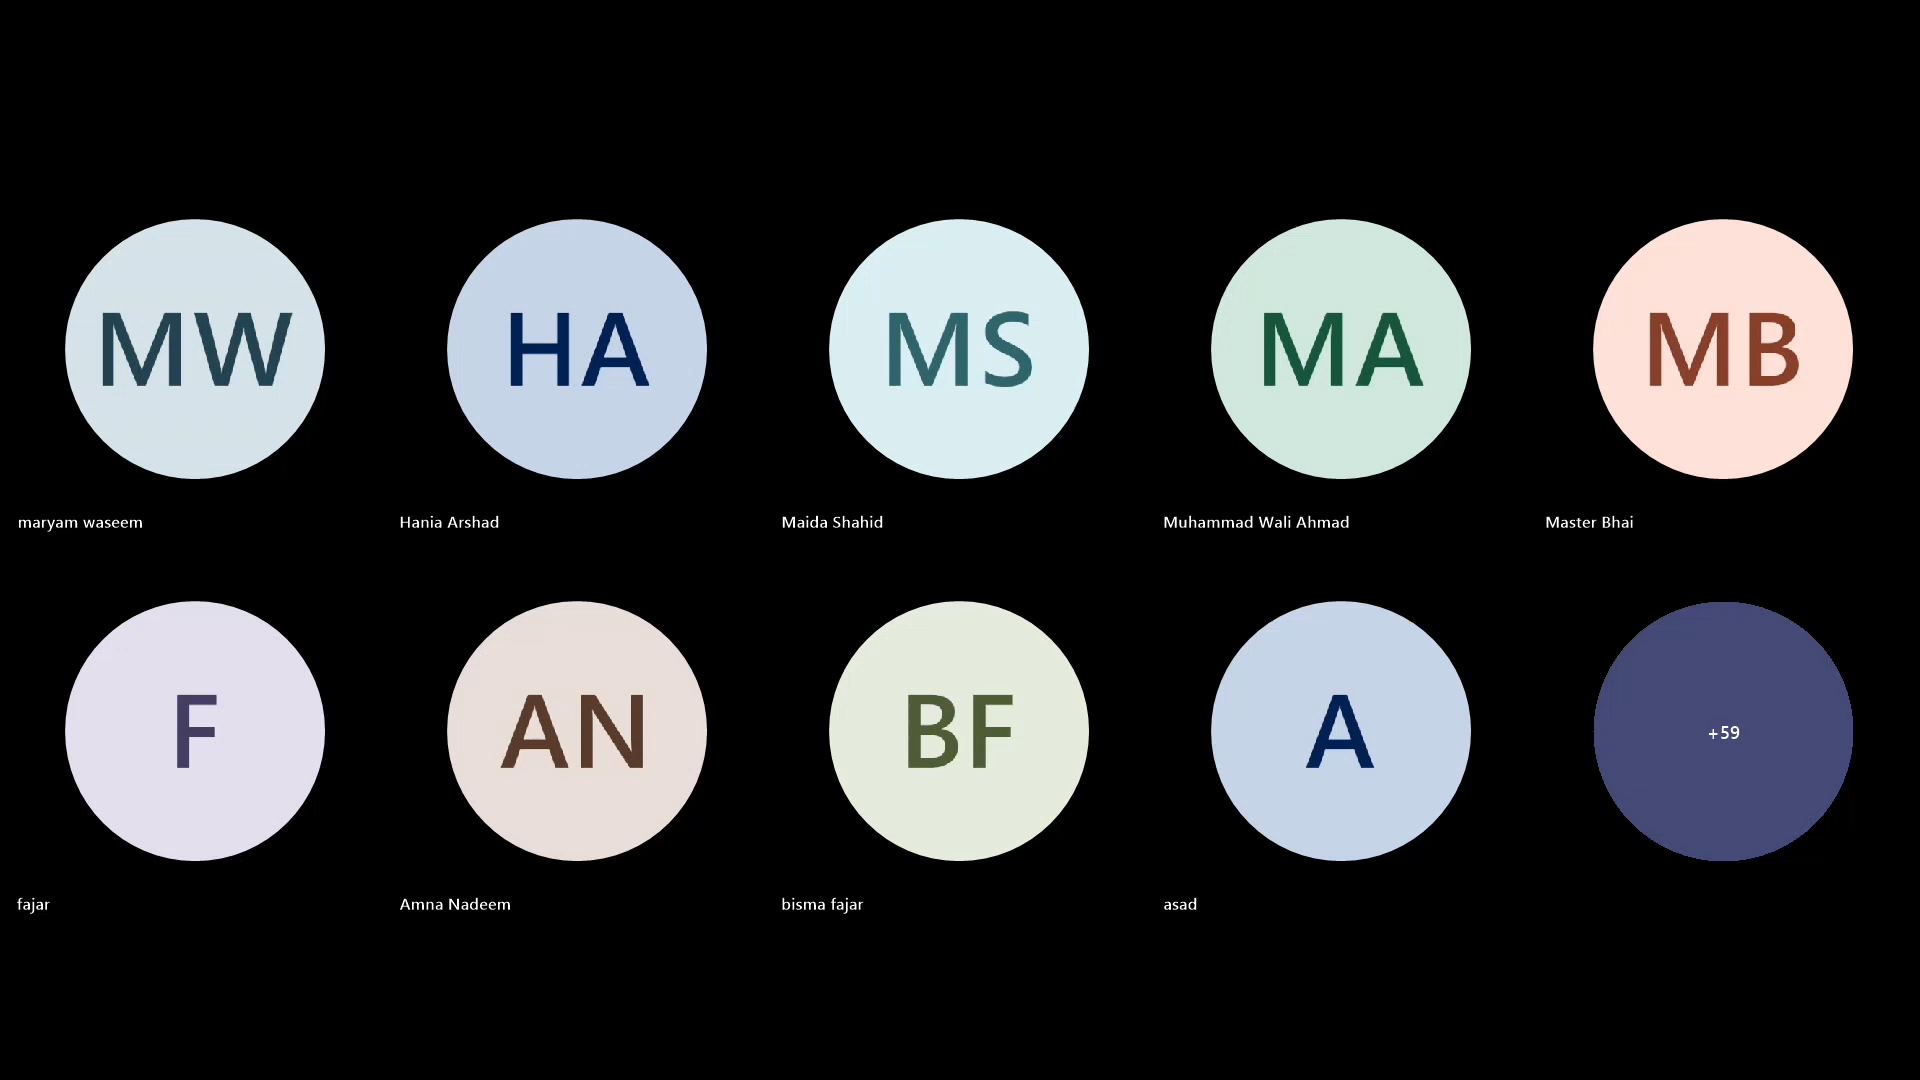 MW
HA
MS
MA
MB
maryam waseem
Hania Arshad
Maida Shahid
Muhammad Wali Ahmad
Master Bhai
F
AN
BF
A
+59
fajar
Amna Nadeem
bisma fajar
asad